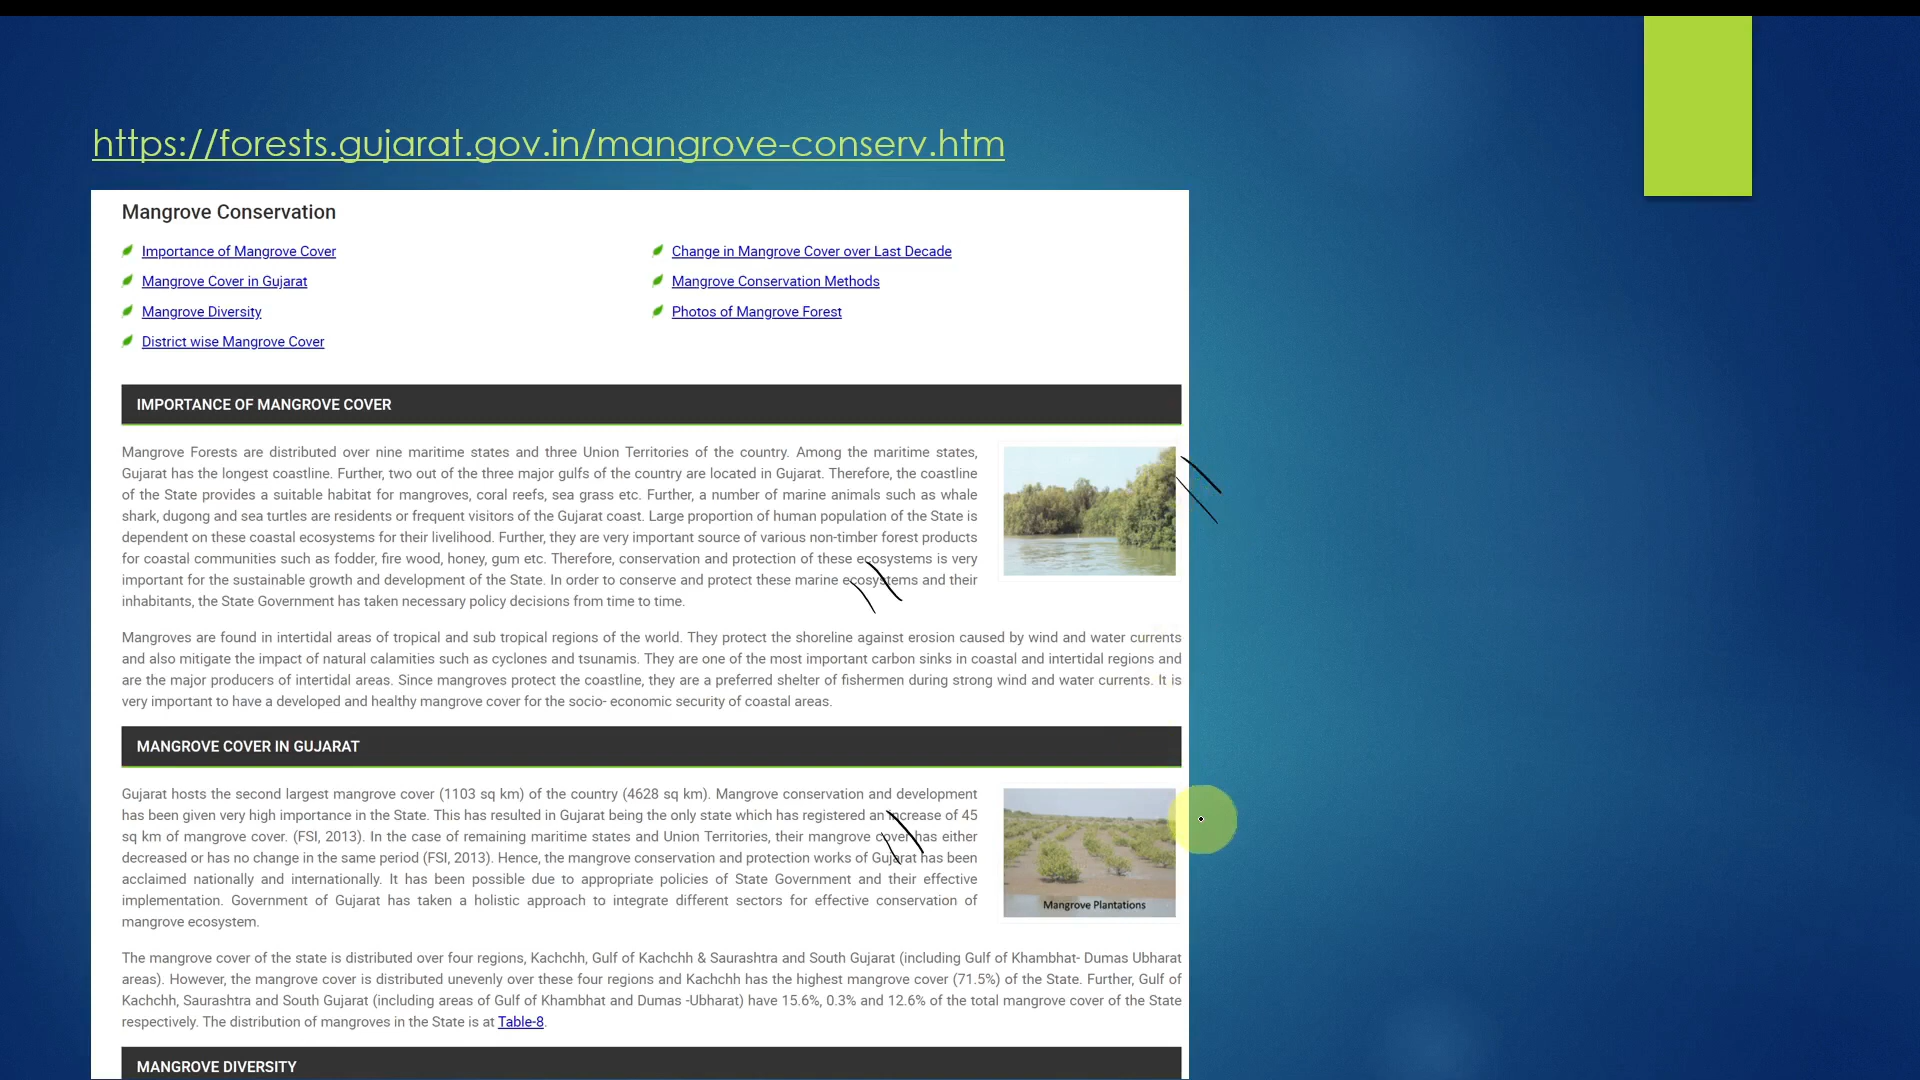 https://forests.gujarat.gov.in/mangrove-conserv.htm
Mangrove Conservation
Importance of Mangrove Cover
Mangrove Cover in Gujarat
Mangrove Diversity
District wise Mangrove Cover
Change in Mangrove Cover over Last Decade
Mangrove Conservation Methods
Photos of Mangrove Forest
IMPORTANCE OF MANGROVE COVER
Mangrove Forests are distributed over nine maritime states and three Union Territories of the country. Among the maritime states,
Gujarat has the longest coastline. Further, two out of the three major gulfs of the country are located in Gujarat. Therefore, the coastline
of the State provides a suitable habitat for mangroves, coral reefs, sea grass etc. Further, a number of marine animals such as whale
shark, dugong and sea turtles are residents or frequent visitors of the Gujarat coast. Large proportion of human population of the State is
dependent on these coastal ecosystems for their livelihood. Further, they are very important source of various non-timber forest products
for coastal communities such as fodder, fire wood, honey, gum etc. Therefore, conservation and protection of these ecosystems is very
important for the sustainable growth and development of the State. In order to conserve and protect these marine ecosystems and their
inhabitants, the State Government has taken necessary policy decisions from time to time.
Mangroves are found in intertidal areas of tropical and sub tropical regions of the world. They protect the shoreline against erosion caused by wind and water currents
and also mitigate the impact of natural calamities such as cyclones and tsunamis. They are one of the most important carbon sinks in coastal and intertidal regions and
are the major producers of intertidal areas. Since mangroves protect the coastline, they are a preferred shelter of fishermen during strong wind and water currents. It is
very important to have a developed and healthy mangrove cover for the socio- economic security of coastal areas.
MANGROVE COVER IN GUJARAT
Gujarat hosts the second largest mangrove cover (1103 sq km) of the country (4628 sq km). Mangrove conservation and development
has been given very high importance in the State. This has resulted in Gujarat being the only state which has registered an increase of 45
sq km of mangrove cover. (FSI, 2013). In the case of remaining maritime states and Union Territories, their mangrove cover has either
decreased or has no change in the same period (FSI, 2013). Hence, the mangrove conservation and protection works of Gujarat has been
acclaimed nationally and internationally. It has been possible due to appropriate policies of State Government and their effective
implementation. Government of Gujarat has taken a holistic approach to integrate different sectors for effective conservation of
mangrove ecosystem.
Mangrove Plantations
The mangrove cover of the state is distributed over four regions, Kachchh, Gulf of Kachchh & Saurashtra and South Gujarat (including Gulf of Khambhat- Dumas Ubharat
areas). However, the mangrove cover is distributed unevenly over these four regions and Kachchh has the highest mangrove cover (71.5%) of the State. Further, Gulf of
Kachchh, Saurashtra and South Gujarat (including areas of Gulf of Khambhat and Dumas -Ubharat) have 15.6%, 0.3% and 12.6% of the total mangrove cover of the State
respectively. The distribution of mangroves in the State is at Table-8.
MANGROVE DIVERSITY